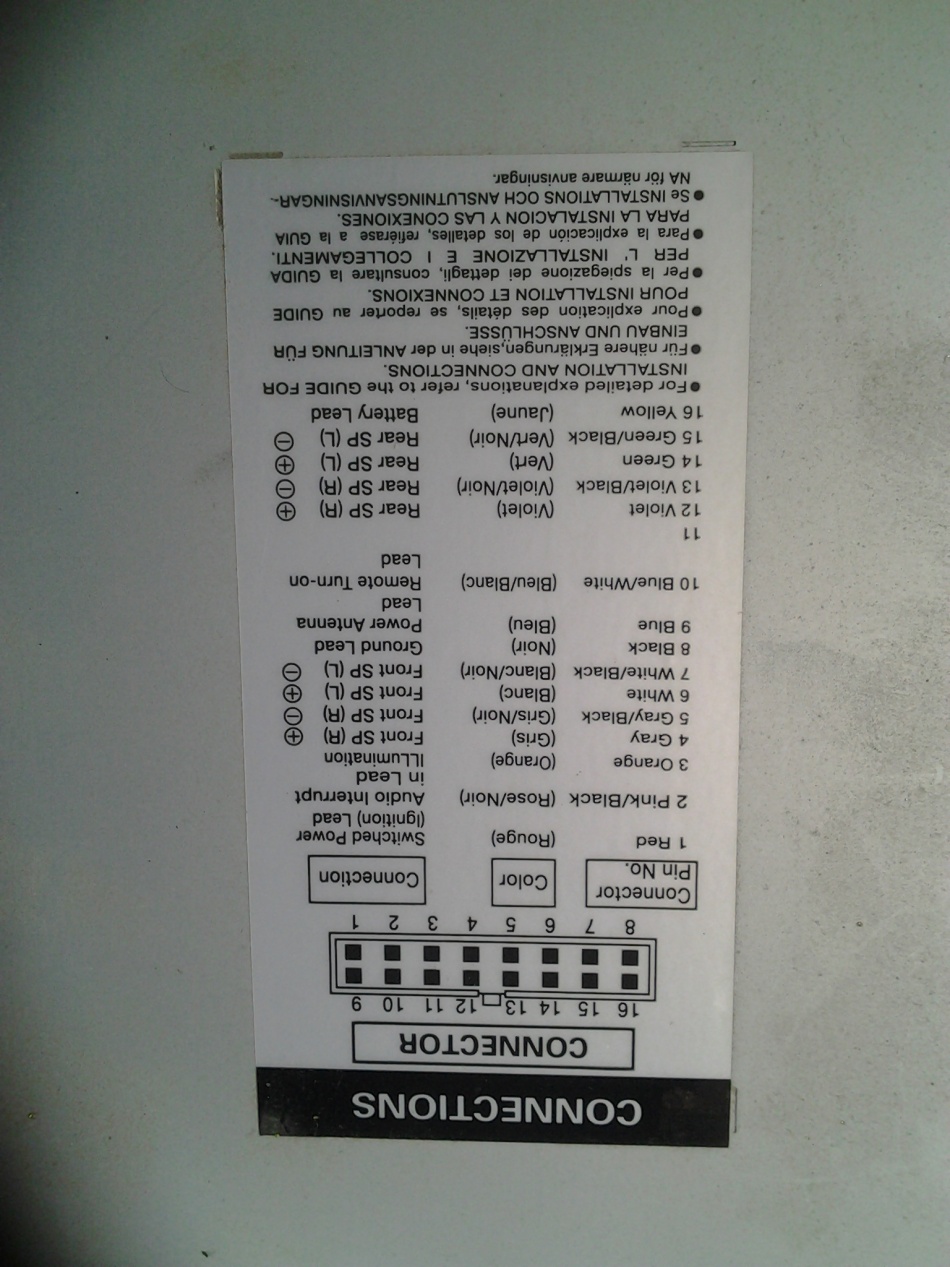 CONNECTIONS
CONNECTOR
16 15 14 13 12 11 10 9
8 7 6 5 4 3 2 1
Connector Pin No. Color Connection
1 Red (Rouge) Switched Power
(Ignition) Lead
2 Pink/Black (Rose/Noir) Audio Interrupt
in Lead
3 Orange (Orange) ILLumination
4 Gray (Gris) Front SP (R) ⊕
5 Gray/Black (Gris/Noir) Front SP (R) ⊖
6 White (Blanc) Front SP (L) ⊕
7 White/Black (Blanc/Noir) Front SP (L) ⊖
8 Black (Noir) Ground Lead
9 Blue (Bleu) Power Antenna
Lead
10 Blue/White (Bleu/Blanc) Remote Turn-on
Lead
11
12 Violet (Violet) Rear SP (R) ⊕
13 Violet/Black (Violet/Noir) Rear SP (R) ⊖
14 Green (Vert) Rear SP (L) ⊕
15 Green/Black (Vert/Noir) Rear SP (L) ⊖
16 Yellow (Jaune) Battery Lead
● For detailed explanations, refer to the GUIDE FOR
INSTALLATION AND CONNECTIONS.
● Für nähere Erklärungen,siehe in der ANLEITUNG FÜR
EINBAU UND ANSCHLÜSSE.
● Pour explication des détails, se reporter au GUIDE
POUR INSTALLATION ET CONNEXIONS.
● Per la spiegazione dei dettagli, consultare la GUIDA
PER L' INSTALLAZIONE E I COLLEGAMENTI.
● Para la explicación de los detalles, refiérase a la GUIA
PARA LA INSTALACION Y LAS CONEXIONES.
● Se INSTALLATIONS OCH ANSLUTNINGSANVISNINGAR-
NA för närmare anvisningar.